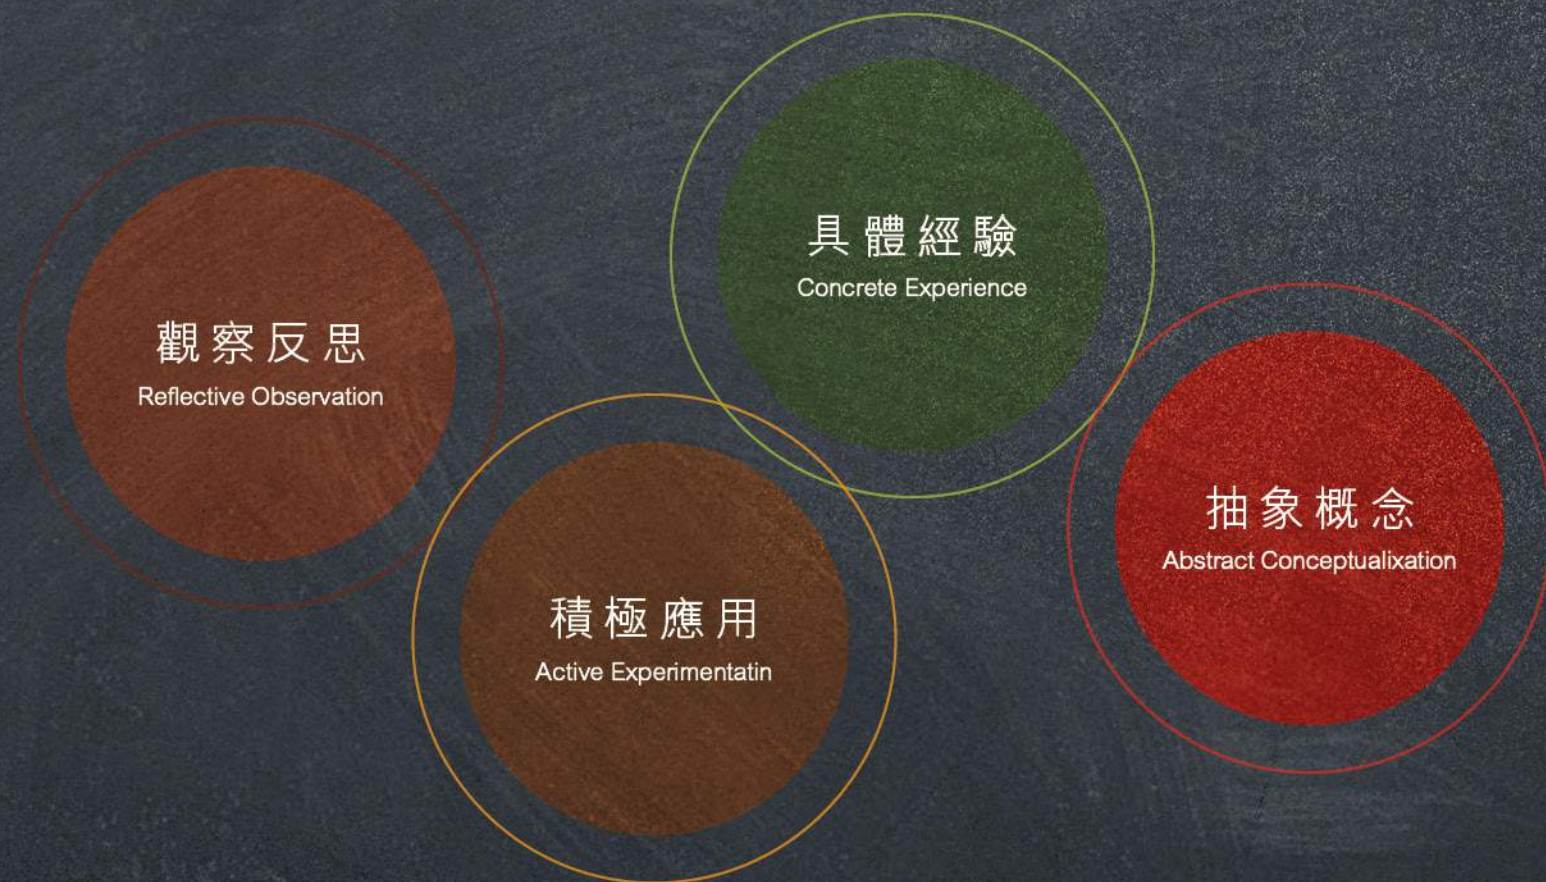 觀察反思
Reflective Observation
積極應用
Active Experimentatin
具體經驗
Concrete Experience
抽象概念
Abstract Conceptualixation